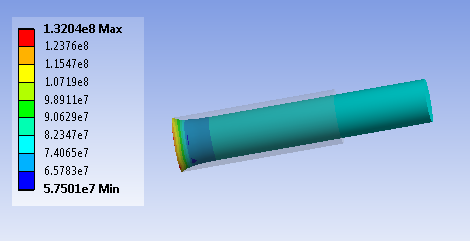 1.3204e8 Max
1.2376e8
1.1547e8
1.0719e8
9.8911e7
9.0629e7
8.2347e7
7.4065e7
6.5783e7
5.7501e7 Min